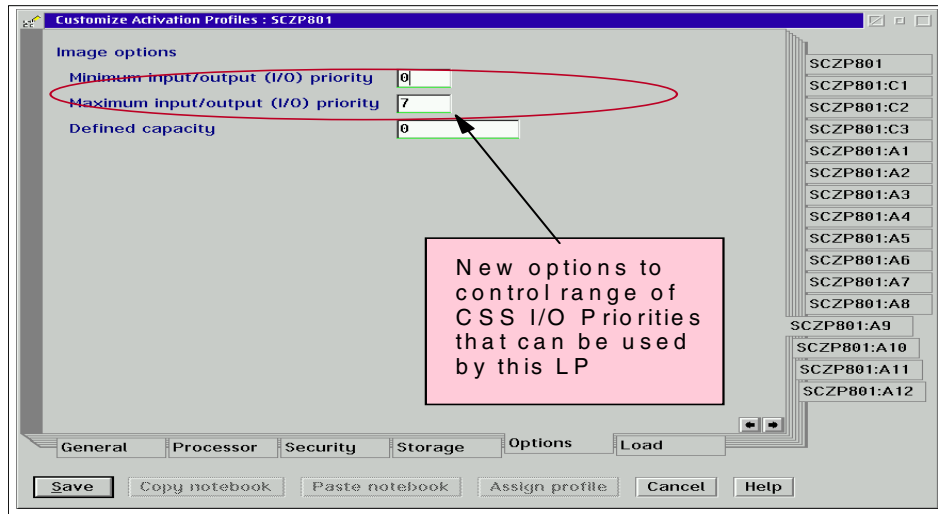 Customize Activation Profiles : SCZP801
Image options
Minimum input/output (I/O) priority 0
Maximum input/output (I/O) priority 7
Defined capacity 0
New options to
control range of
CSS I/O Priorities
that can be used
by this LP
SCZP801
SCZP801:C1
SCZP801:C2
SCZP801:C3
SCZP801:A1
SCZP801:A2
SCZP801:A3
SCZP801:A4
SCZP801:A5
SCZP801:A6
SCZP801:A7
SCZP801:A8
SCZP801:A9
SCZP801:A10
SCZP801:A11
SCZP801:A12
General Processor Security Storage Options Load
Save Copy notebook Paste notebook Assign profile Cancel Help